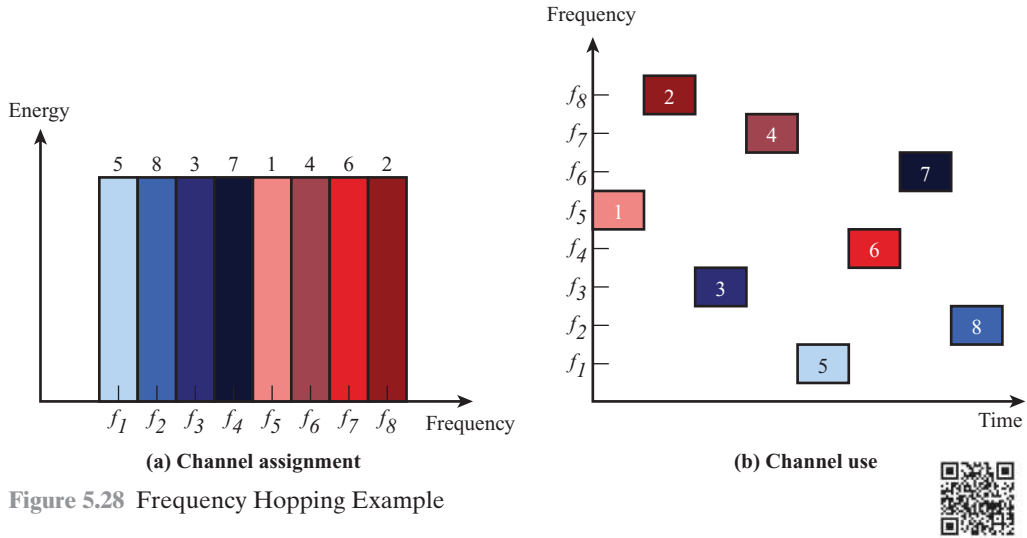 Energy
5 8 3 7 1 4 6 2
f1 f2 f3 f4 f5 f6 f7 f8 Frequency
(a) Channel assignment
Frequency
f8 2
f7 4
f6 7
f5 1
f4 6
f3 3
f2 8
f1 5
Time
(b) Channel use
Figure 5.28 Frequency Hopping Example